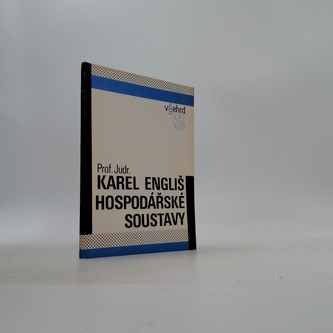 všehrd
Prof. Judr.
KAREL ENGLIŠ
HOSPODÁŘSKÉ
SOUSTAVY